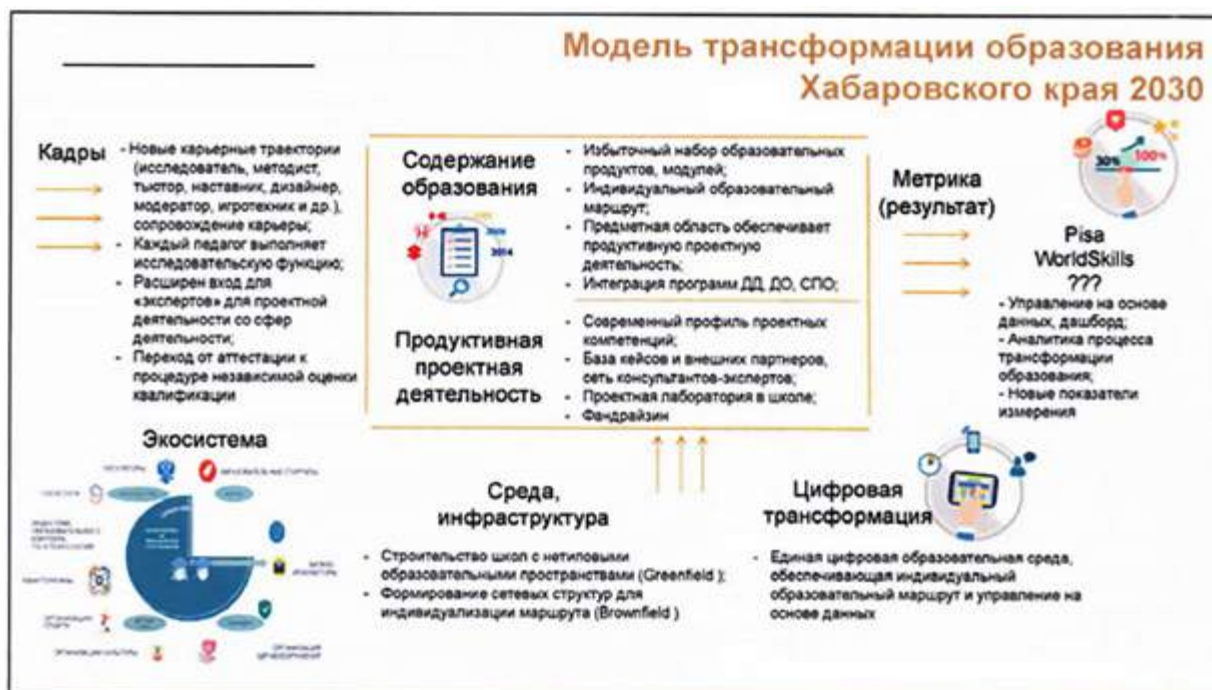 Модель трансформации образования
Хабаровского края 2030
Кадры
- Новые карьерные траектории
(исследователь, методист,
тьютор, наставник, дизайнер,
модератор, игротехник и др.),
сопровождение карьеры;
- Каждый педагог выполняет
исследовательскую функцию;
- Расширен вход для
«экспертов» для проектной
деятельности со сфер
деятельности;
- Переход от аттестации к
процедуре независимой оценки
квалификации
Содержание
образования
- Избыточный набор образовательных
продуктов, модулей;
- Индивидуальный образовательный
маршрут;
- Предметная область обеспечивает
продуктивную проектную
деятельность;
- Интеграция программ ДД, ДО, СПО;
Продуктивная
проектная
деятельность
- Современный профиль проектных
компетенций;
- База кейсов и внешних партнеров,
сеть консультантов-экспертов;
- Проектная лаборатория в школе;
- Фандрайзин
Метрика
(результат)
30% 100%
Pisa
WorldSkills
???
- Управление на основе
данных, дашборд;
- Аналитика процесса
трансформации
образования;
- Новые показатели
измерения
Экосистема
Среда,
инфраструктура
- Строительство школ с нетиповыми
образовательными пространствами (Greenfield );
- Формирование сетевых структур для
индивидуализации маршрута (Brownfield )
Цифровая
трансформация
- Единая цифровая образовательная среда,
обеспечивающая индивидуальный
образовательный маршрут и управление на
основе данных